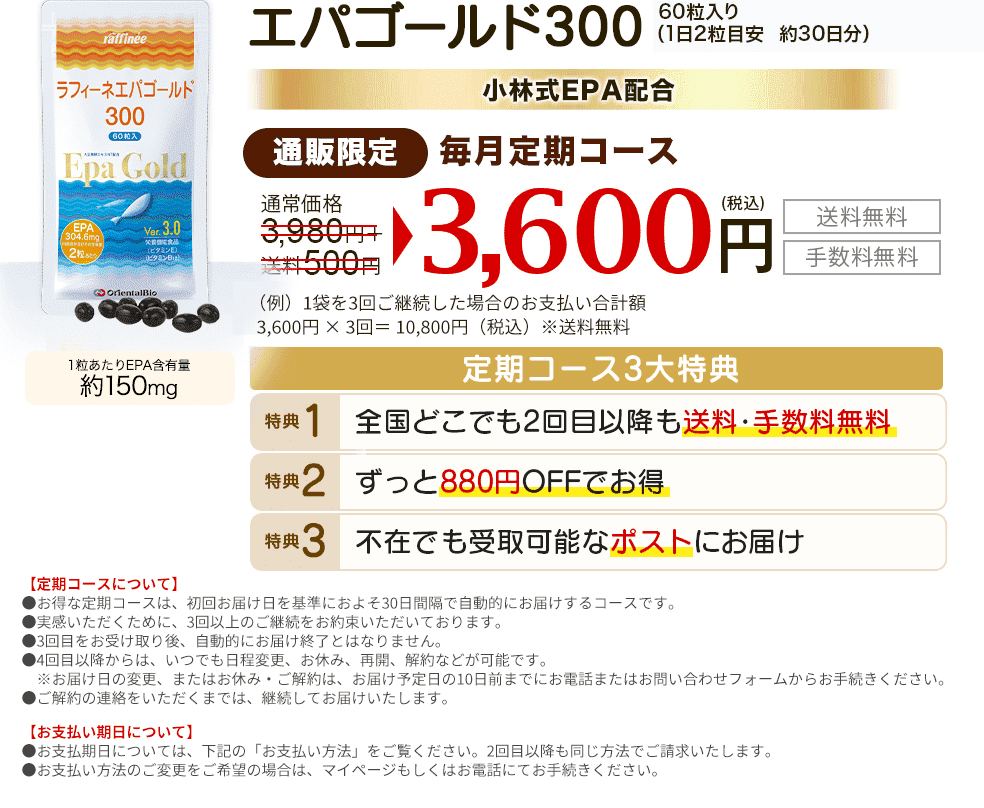 raffinée
ラフィーネエパゴールド
300
60粒入
Epa Gold
EPA
304.6mg
2粒あたり
Ver.3.0
栄養機能食品
(ビタミンE)
(ビタミンB12)
OrientalBio
1粒あたりEPA含有量
約150mg
エパゴールド300
60粒入り
(1日2粒目安 約30日分)
小林式EPA配合
通販限定 毎月定期コース
通常価格
3,980円+
送料500円
3,600円
(税込)
送料無料
手数料無料
(例)1袋を3回ご継続した場合のお支払い合計額
3,600円 × 3回= 10,800円(税込)※送料無料
定期コース3大特典
特典1 全国どこでも2回目以降も送料・手数料無料
特典2 ずっと880円OFFでお得
特典3 不在でも受取可能なポストにお届け
【定期コースについて】
●お得な定期コースは、初回お届け日を基準におよそ30日間隔で自動的にお届けするコースです。
●実感いただくために、3回以上のご継続をお約束いただいております。
●3回目をお受け取り後、自動的にお届け終了とはなりません。
●4回目以降からは、いつでも日程変更、お休み、再開、解約などが可能です。
※お届け日の変更、またはお休み・ご解約は、お届け予定日の10日前までにお電話またはお問い合わせフォームからお手続きください。
●ご解約の連絡をいただくまでは、継続してお届けいたします。
【お支払い期日について】
●お支払期日については、下記の「お支払い方法」をご覧ください。2回目以降も同じ方法でご請求いたします。
●お支払い方法のご変更をご希望の場合は、マイページもしくはお電話にてお手続きください。